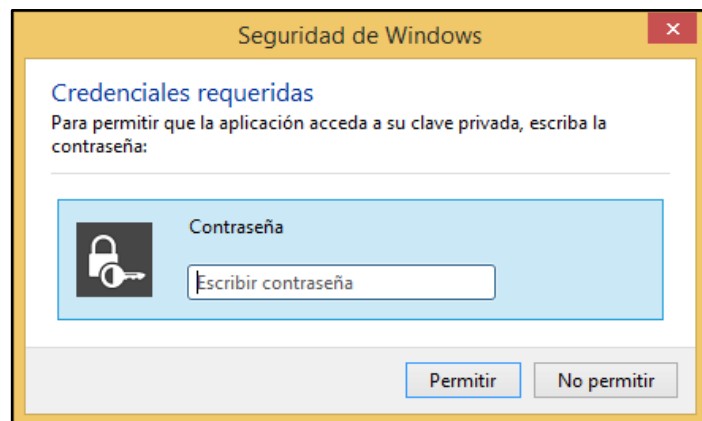 Seguridad de Windows
Credenciales requeridas
Para permitir que la aplicación acceda a su clave privada, escriba la
contraseña:
Contraseña
Escribir contraseña
Permitir
No permitir